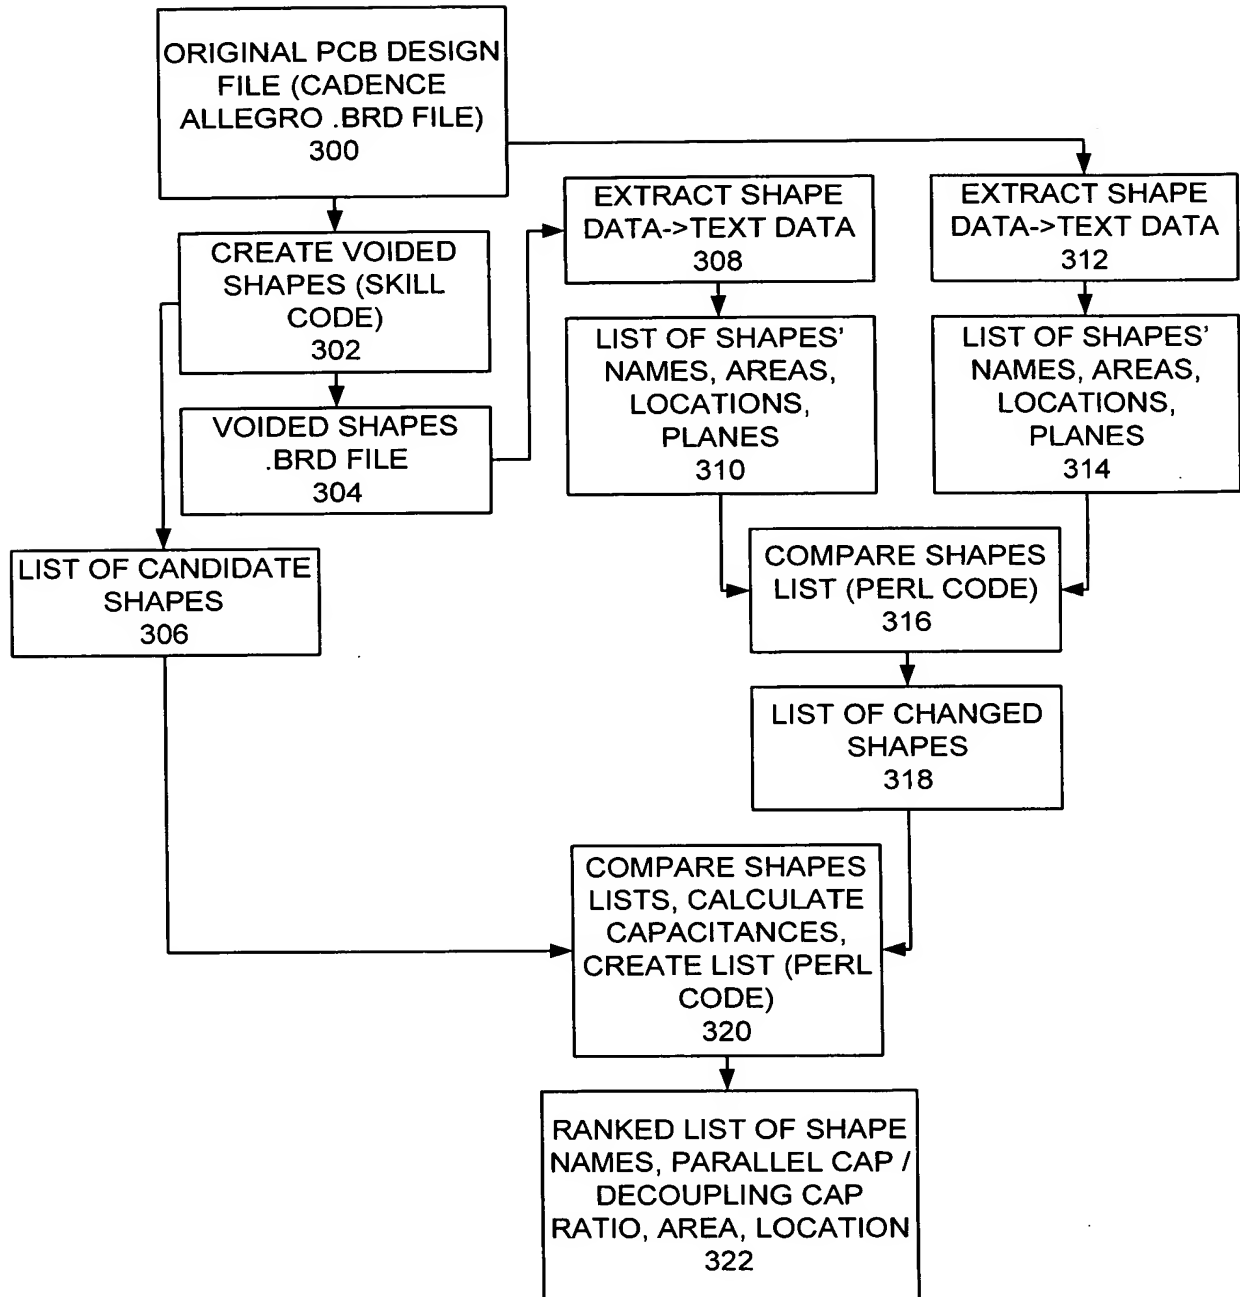 ORIGINAL PCB DESIGN
FILE (CADENCE
ALLEGRO .BRD FILE)
300
CREATE VOIDED
SHAPES (SKILL
CODE)
302
VOIDED SHAPES
.BRD FILE
304
LIST OF CANDIDATE
SHAPES
306
EXTRACT SHAPE
DATA->TEXT DATA
308
LIST OF SHAPES'
NAMES, AREAS,
LOCATIONS,
PLANES
310
EXTRACT SHAPE
DATA->TEXT DATA
312
LIST OF SHAPES'
NAMES, AREAS,
LOCATIONS,
PLANES
314
COMPARE SHAPES
LIST (PERL CODE)
316
LIST OF CHANGED
SHAPES
318
COMPARE SHAPES
LISTS, CALCULATE
CAPACITANCES,
CREATE LIST (PERL
CODE)
320
RANKED LIST OF SHAPE
NAMES, PARALLEL CAP /
DECOUPLING CAP
RATIO, AREA, LOCATION
322